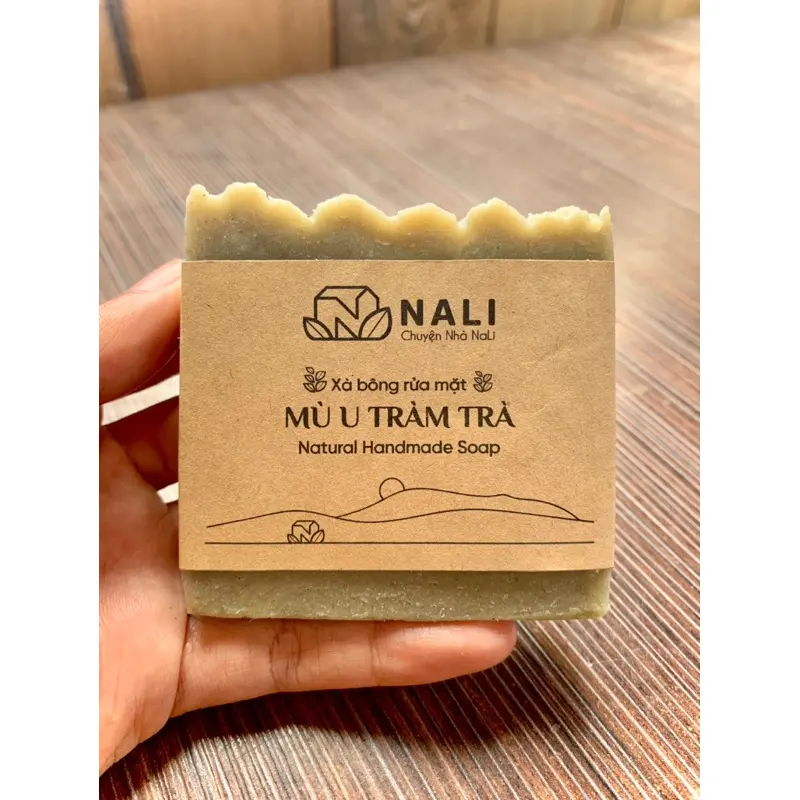 NALI
Chuyện Nhà NaLi
Xà bông rửa mặt
MÙ U TRÀM TRÀ
Natural Handmade Soap